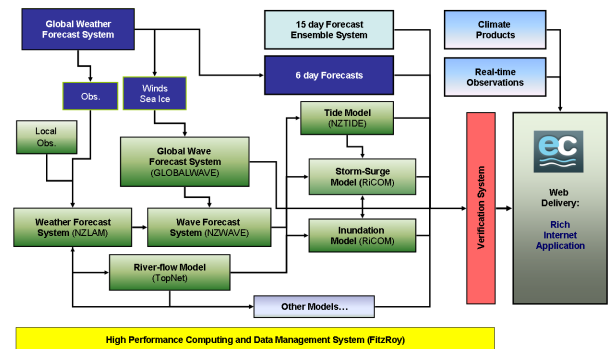 Global Weather
Forecast System
15 day Forecast
Ensemble System
Climate
Products
6 day Forecasts
Real-time
Observations
Obs.
Winds
Sea Ice
Local
Obs.
Tide Model
(NZTIDE)
Global Wave
Forecast System
(GLOBALWAVE)
Storm-Surge
Model (RiCOM)
Weather Forecast
System (NZLAM)
Wave Forecast
System (NZWAVE)
Inundation
Model (RiCOM)
River-flow Model
(TopNet)
Other Models...
Verification System
ec
Web
Delivery:
Rich
Internet
Application
High Performance Computing and Data Management System (FitzRoy)